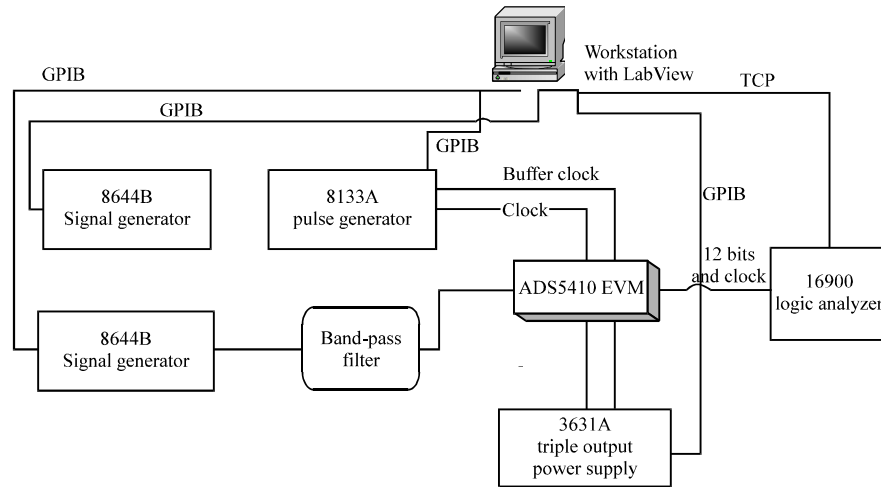 Workstation
with LabView
GPIB
TCP
GPIB
GPIB
8644B
Signal generator
8133A
pulse generator
Buffer clock
Clock
GPIB
12 bits
and clock
ADS5410 EVM
16900
logic analyzer
8644B
Signal generator
Band-pass
filter
3631A
triple output
power supply